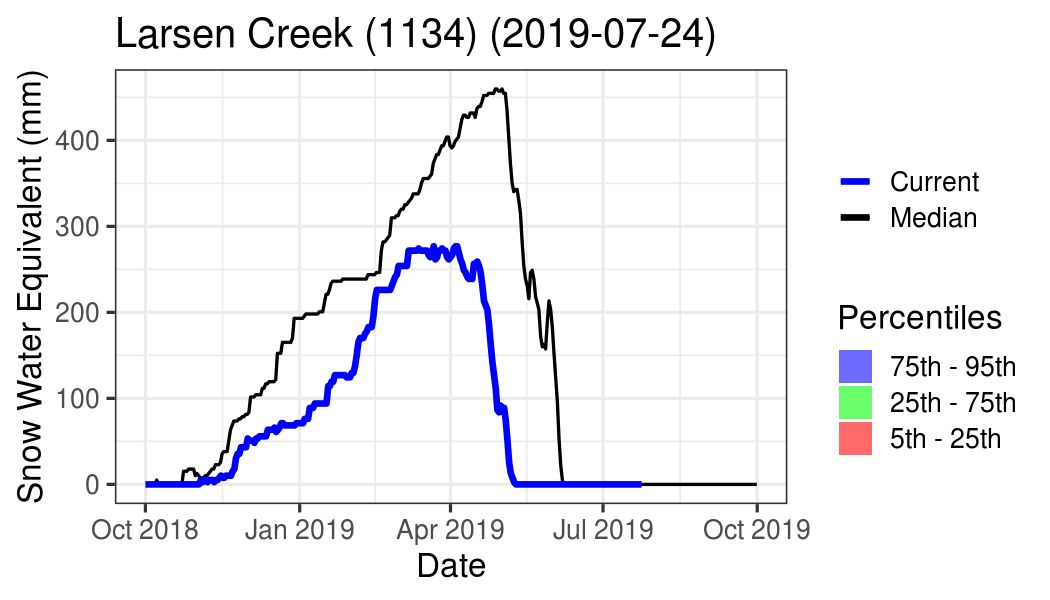 Larsen Creek (1134) (2019-07-24)
Snow Water Equivalent (mm)
400
300
200
100
0
Oct 2018 Jan 2019 Apr 2019 Jul 2019 Oct 2019
Date
Current
Median
Percentiles
75th - 95th
25th - 75th
5th - 25th